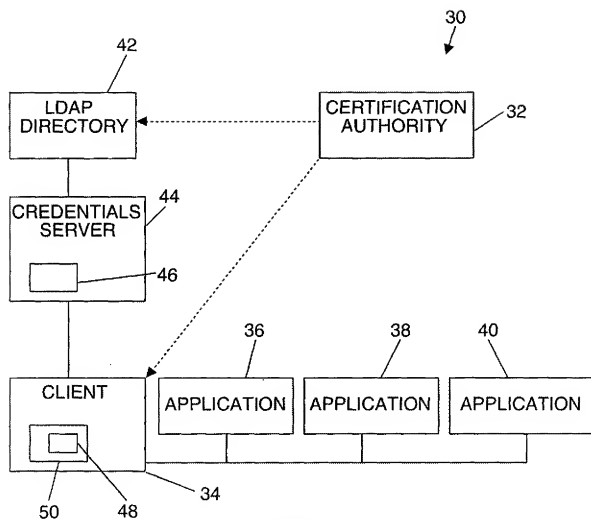 30
42
LDAP
DIRECTORY
CERTIFICATION
AUTHORITY
32
44
CREDENTIALS
SERVER
46
36
38
40
CLIENT
APPLICATION
APPLICATION
APPLICATION
50
48
34